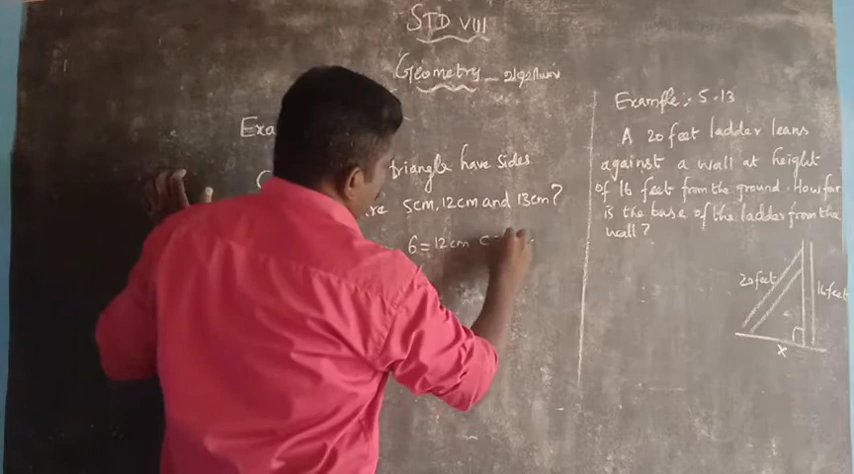 STD VIII
Geometry - வடிவியல்
Exa
triangle have sides
5cm, 12cm and 13cm?
6 = 12 cm c =
Example:- 5.13
A 20 feet ladder leans
against a wall at height
of 16 feet from the ground. How far
is the base of the ladder from the
wall?
20 feet
16 feet
x